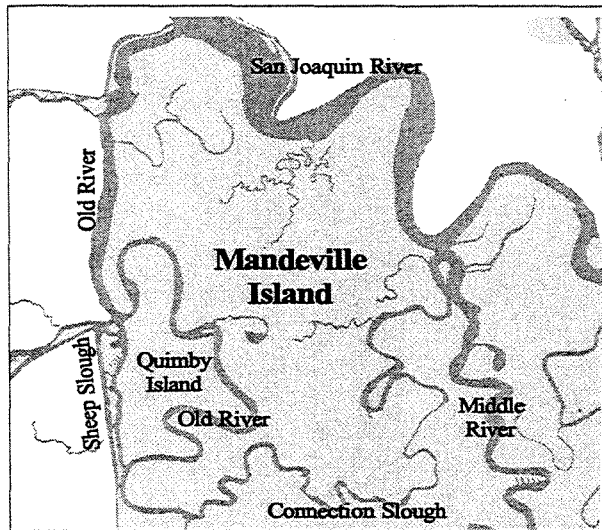 San Joaquin River
Old River
Mandeville
Island
Sheep Slough
Quimby
Island
Old River
Middle
River
Connection Slough